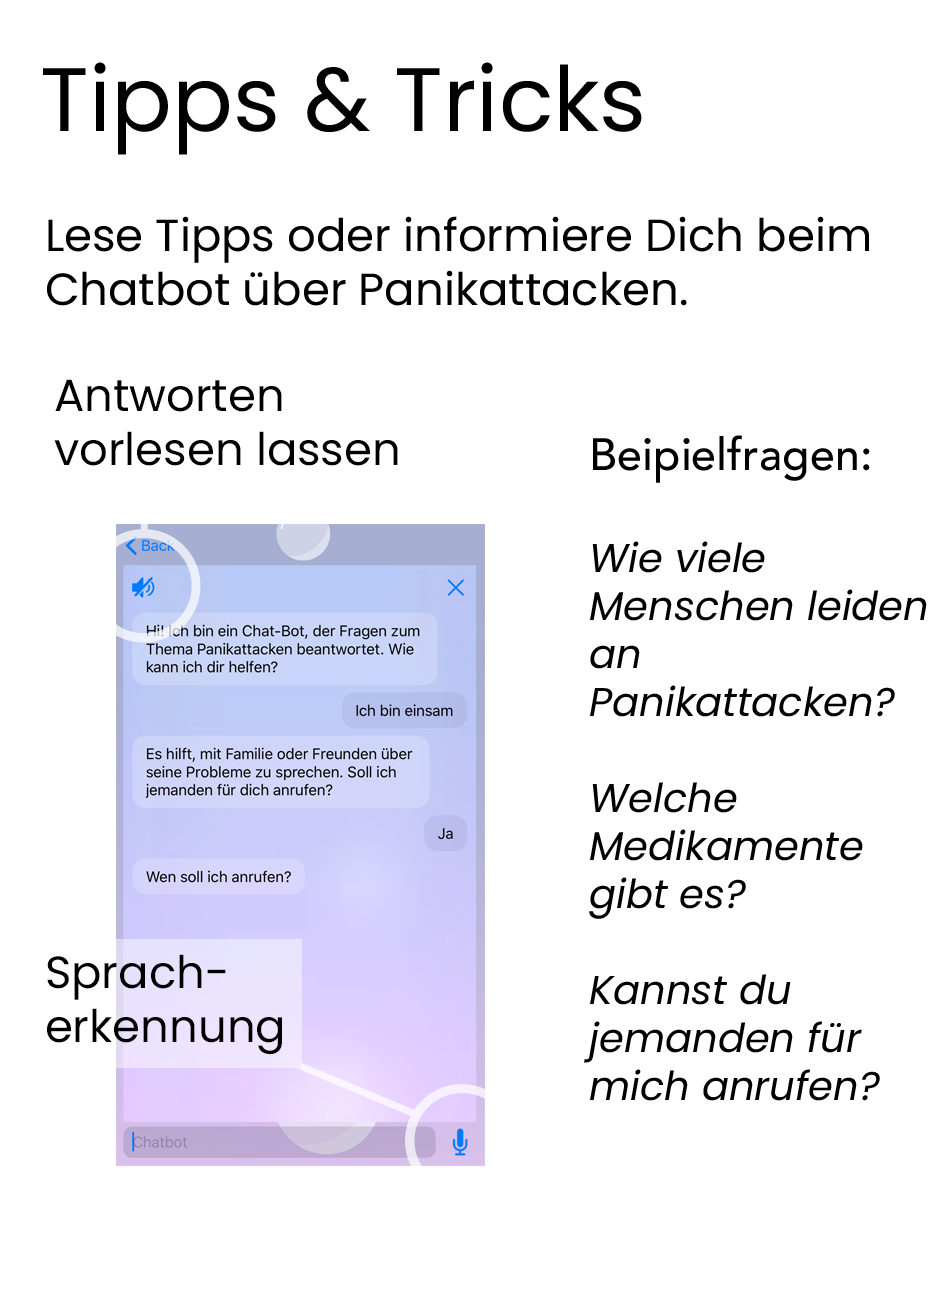 Tipps & Tricks
Lese Tipps oder informiere Dich beim
Chatbot über Panikattacken.
Antworten
vorlesen lassen
Back
Hi! Ich bin ein Chat-Bot, der Fragen zum
Thema Panikattacken beantwortet. Wie
kann ich dir helfen?
Ich bin einsam
Es hilft, mit Familie oder Freunden über
seine Probleme zu sprechen. Soll ich
jemanden für dich anrufen?
Ja
Wen soll ich anrufen?
Sprach-
erkennung
Chatbot
Beipielfragen:
Wie viele
Menschen leiden
an
Panikattacken?
Welche
Medikamente
gibt es?
Kannst du
jemanden für
mich anrufen?